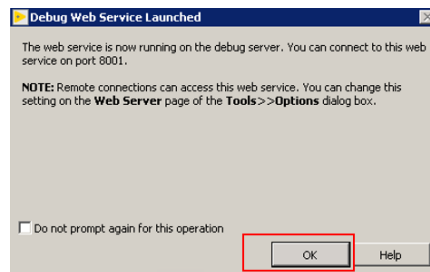 Debug Web Service Launched
The web service is now running on the debug server. You can connect to this web
service on port 8001.
NOTE: Remote connections can access this web service. You can change this
setting on the Web Server page of the Tools>>Options dialog box.
Do not prompt again for this operation
OK
Help